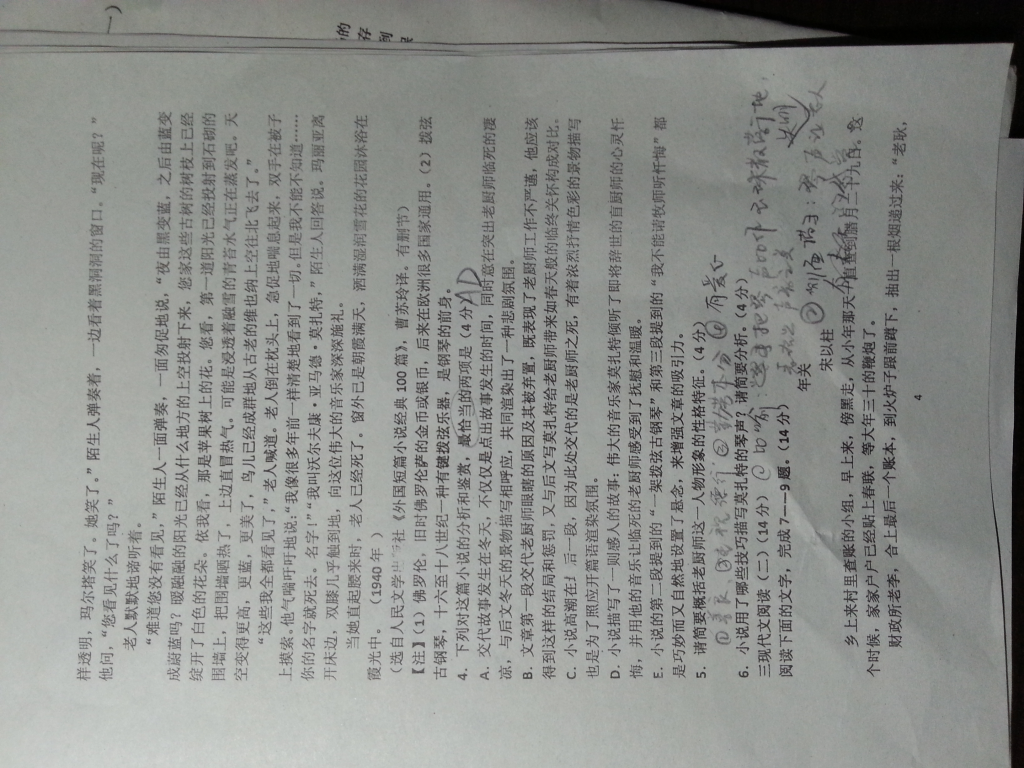 样透明，玛尔塔笑了。她笑了。”陌生人弹奏着，一边看着黑洞洞的窗口。“现在呢？”
他问，“您看见什么了吗？”
老人默默地谛听着。
“难道您没有看见，”陌生人一面弹奏，一面匆促地说，“夜由黑变蓝，之后由蓝变
成蔚蓝吗？暖融融的阳光已经从什么地方的上空投射下来，您家这些古树的树枝上已经
绽开了白色的花朵。依我看，那是苹果树上的花。您看，第一道阳光已经投射到石砌的
围墙上，把围墙晒热了，上边直冒热气。可能是浸透着融雪的青苔水气正在蒸发吧。天
空变得更高，更蓝，更美了，鸟儿已经成群地从古老的维也纳上空往北飞去了。”
“这些我全都看见了，”老人喊道。老人倒在枕头上，急促地喘息起来，双手在被子
上摸索。他气喘吁吁地说：“我像很多年前一样清楚地看到了一切，但是我不能不知道……
你的名字就死去。名字！”“我叫沃尔夫康·亚马德·莫扎特，”陌生人回答说。玛丽亚离
开床边，双膝几乎触到地，向这位伟大的音乐家深深施礼。
当她直起腰来时，老人已经死了。窗外已是朝霞满天，洒满湿润雪花的花园沐浴在
霞光中。（1940年）
（选自人民文学出版社《外国短篇小说经典100篇》，曹苏玲译，有删节）
【注】（1）佛罗伦，旧时佛罗伦萨的金币或银币，后来在欧洲很多国家通用。（2）拨弦
古钢琴，十六至十八世纪一种有键拨弦乐器，是钢琴的前身。
4．下列对这篇小说的分析和鉴赏，最恰当的两项是（4分）AD
A．交代故事发生在冬天，不仅仅是点出故事发生的时间，同时意在突出老厨师临死的凄
凉，与后文冬天的景物描写相呼应，共同渲染出了一种悲剧氛围。
B．文章第一段交代老厨师眼瞎的原因及其被弃置，既表现了老厨师工作不严谨，他应该
得到这样的结局和惩罚，又与后文写莫扎特给老厨师带来如春天般的临终关怀构成对比。
C．小说高潮在最后一段，因为此处交代的是老厨师之死，有着浓烈抒情色彩的景物描写
也是为了照应开篇语渲染氛围。
D．小说描写了一则感人的故事，伟大的音乐家莫扎特倾听了即将辞世的盲厨师的心灵忏
悔，并用他的音乐让临死的老厨师感受到了抚慰和温暖。
E．小说的第二段提到的“一架拨弦古钢琴”和第三段提到的“我不能请牧师听忏悔”都
是巧妙而又自然地设置了悬念，来增强文章的吸引力。
5．请简要概括老厨师这一人物形象的性格特征。（4分）
6．小说用了哪些技巧描写莫扎特的琴声？请简要分析。（4分）
三现代文阅读（二）（14分）
阅读下面的文字，完成7——9题。（14分）
年关
宋以柱
乡上来村里查账的小组，早上来，傍黑走，从小年那天一直查到腊月二十九日。这
个时候，家家户户已经贴上春联，等大年三十的鞭炮了。
财政所老李，合上最后一个账本，到火炉子跟前蹲下，抽出一根烟递过来：“老耿，
4